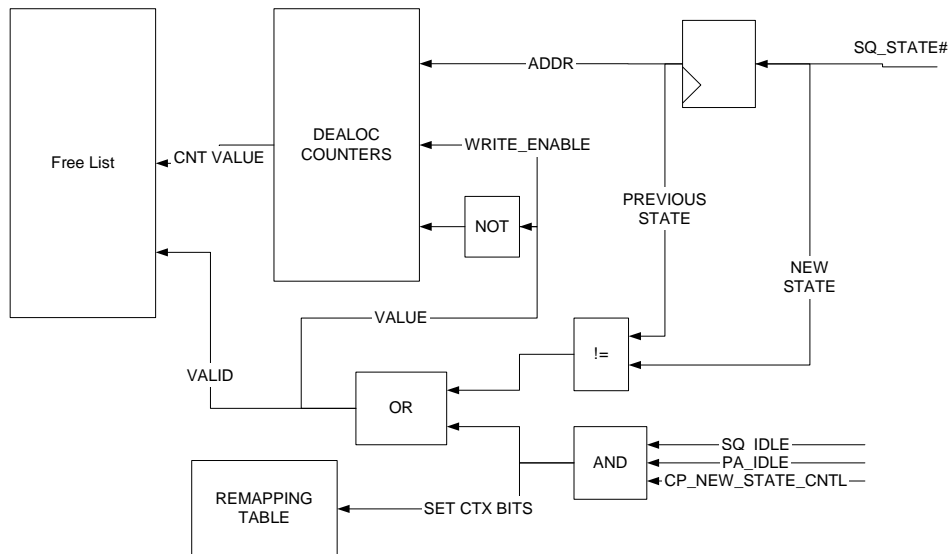 SQ_STATE#
ADDR
DEALOC
COUNTERS
WRITE_ENABLE
Free List
CNT VALUE
PREVIOUS
STATE
NOT
NEW
STATE
VALUE
!=
VALID
OR
SQ_IDLE
AND
PA_IDLE
CP_NEW_STATE_CNTL
REMAPPING
TABLE
SET CTX BITS